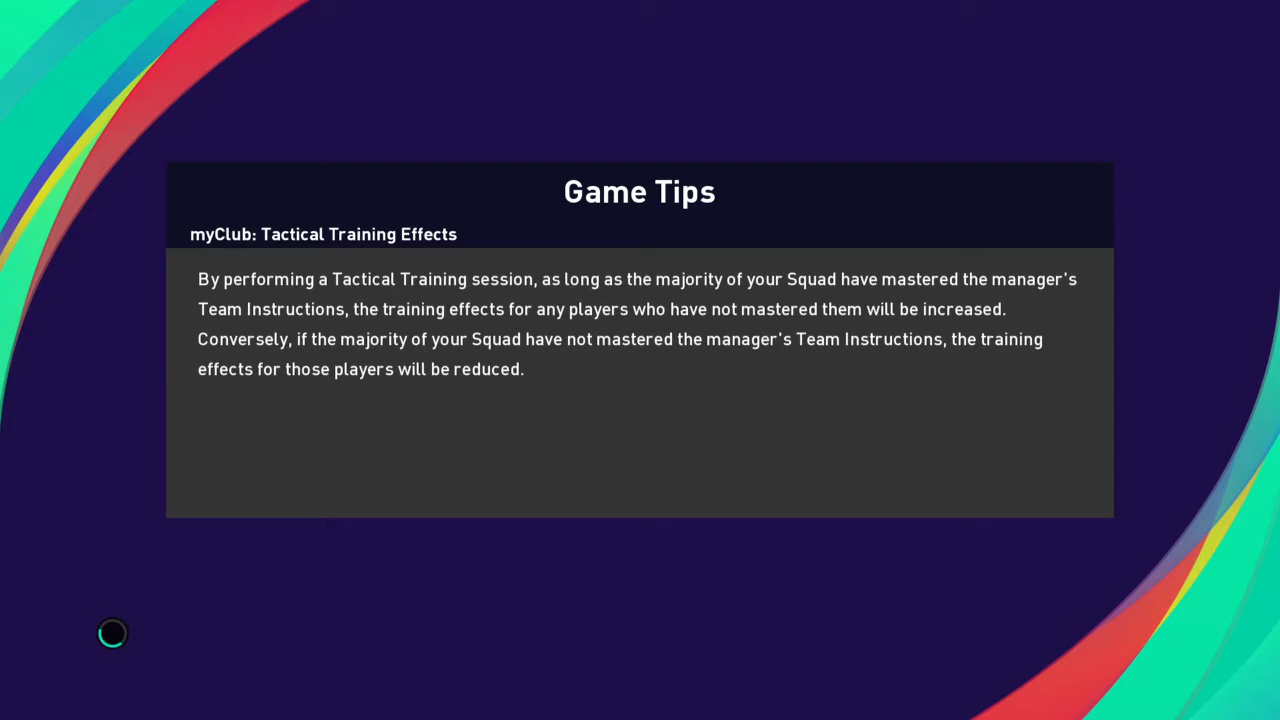 Game Tips
myClub: Tactical Training Effects
By performing a Tactical Training session, as long as the majority of your Squad have mastered the manager's
Team Instructions, the training effects for any players who have not mastered them will be increased.
Conversely, if the majority of your Squad have not mastered the manager's Team Instructions, the training
effects for those players will be reduced.